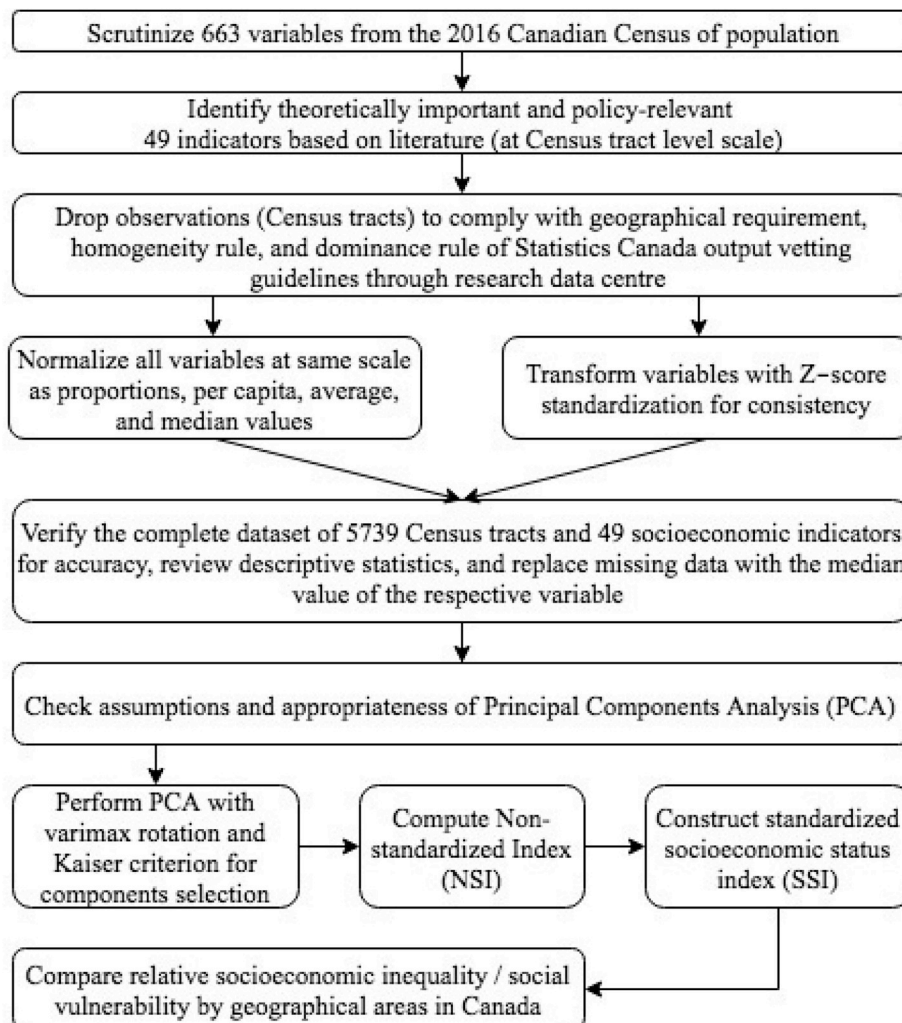 Scrutinize 663 variables from the 2016 Canadian Census of population
Identify theoretically important and policy-relevant
49 indicators based on literature (at Census tract level scale)
Drop observations (Census tracts) to comply with geographical requirement,
homogeneity rule, and dominance rule of Statistics Canada output vetting
guidelines through research data centre
Normalize all variables at same scale
as proportions, per capita, average,
and median values
Transform variables with Z-score
standardization for consistency
Verify the complete dataset of 5739 Census tracts and 49 socioeconomic indicators
for accuracy, review descriptive statistics, and replace missing data with the median
value of the respective variable
Check assumptions and appropriateness of Principal Components Analysis (PCA)
Perform PCA with
varimax rotation and
Kaiser criterion for
components selection
Compute Non-
standardized Index
(NSI)
Construct standardized
socioeconomic status
index (SSI)
Compare relative socioeconomic inequality / social
vulnerability by geographical areas in Canada